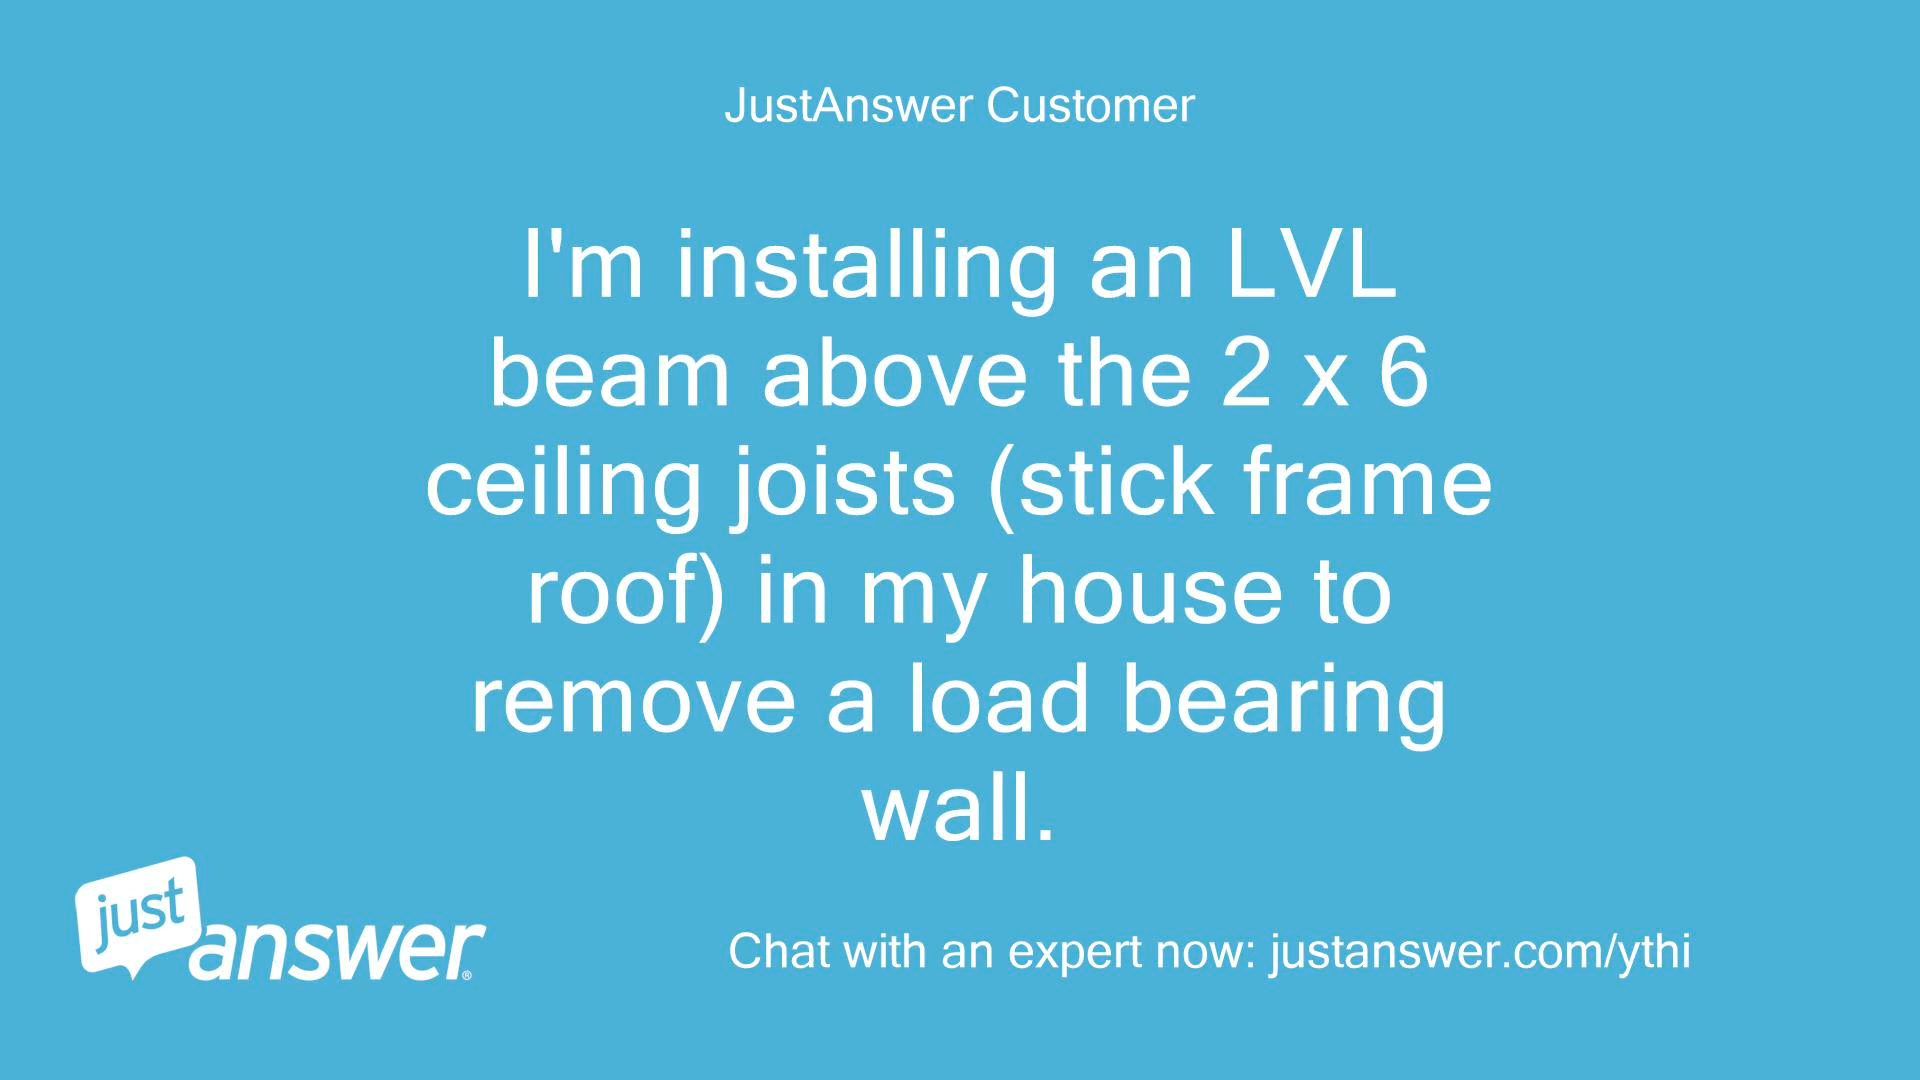 JustAnswer Customer
I'm installing an LVL
beam above the 2 x 6
ceiling joists (stick frame
roof) in my house to
remove a load bearing
wall.
just
answer®
Chat with an expert now: justanswer.com/ythi